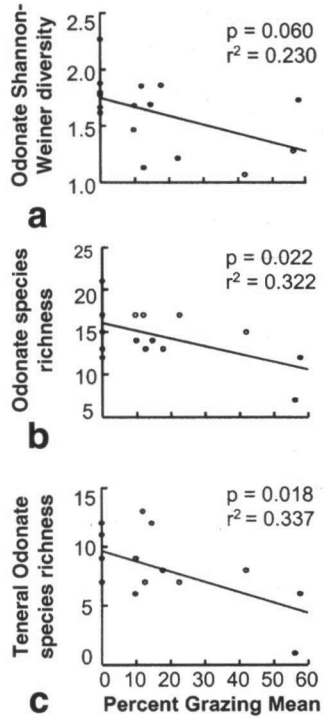 Odonate Shannon-
Weiner diversity
2.5
2.0
1.5
1.0
p = 0.060
r² = 0.230
a
Odonate species
richness
25
20
15
10
5
p = 0.022
r² = 0.322
b
Teneral Odonate
species richness
15
10
5
0
p = 0.018
r² = 0.337
0 10 20 30 40 50 60
c
Percent Grazing Mean